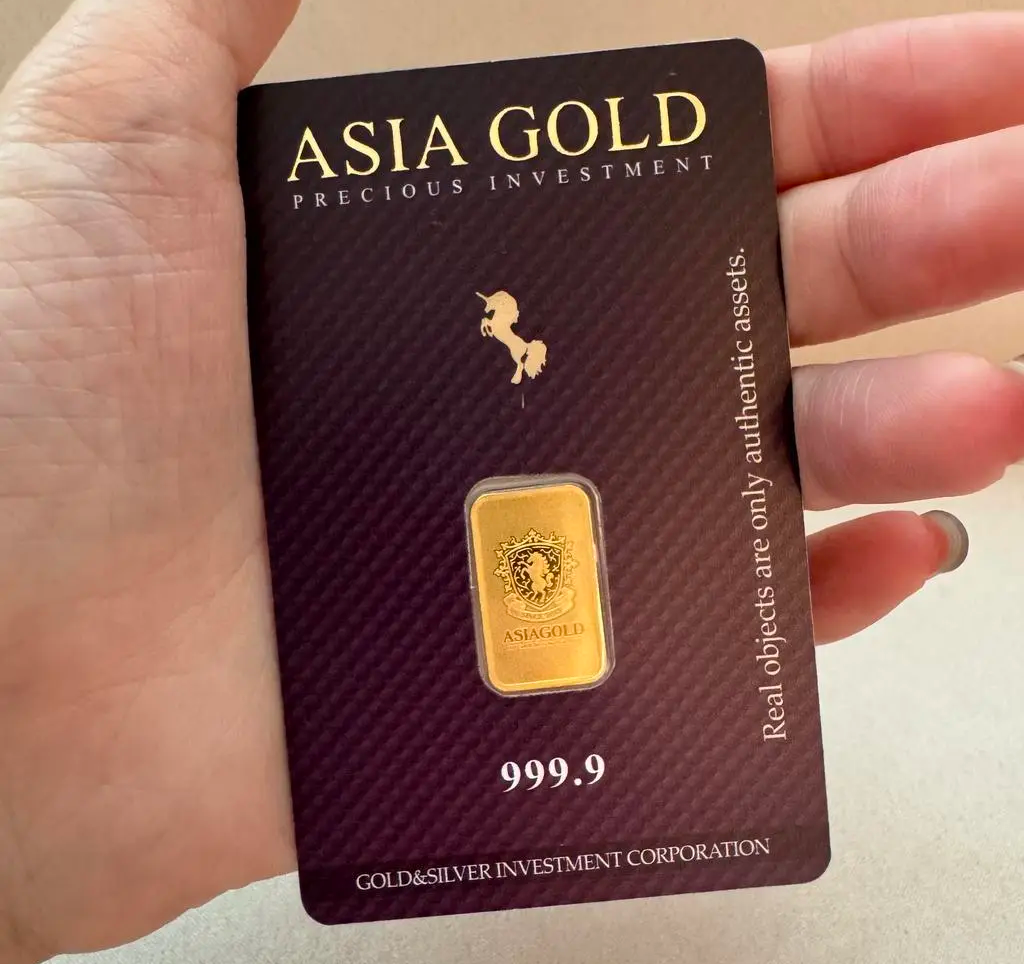 ASIA GOLD
PRECIOUS INVESTMENT
Real objects are only authentic assets.
ASIAGOLD
999.9
GOLD&SILVER INVESTMENT CORPORATION